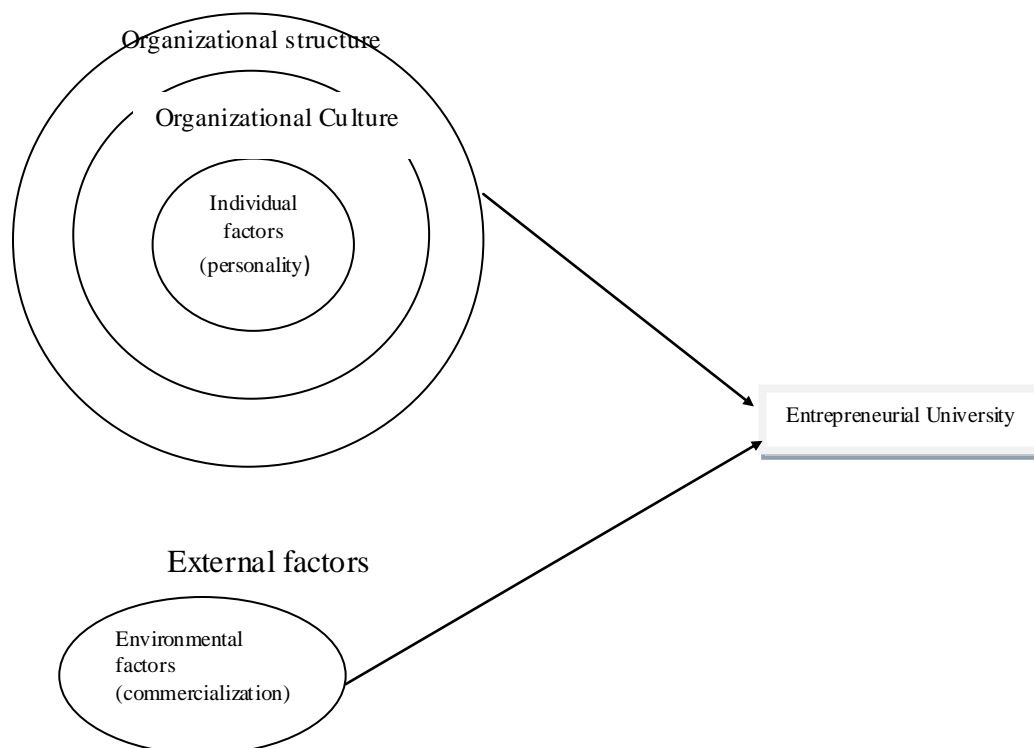 Organizational structure
Organizational Culture
Individual
factors
(personality)
Entrepreneurial University
External factors
Environmental
factors
(commercialization)